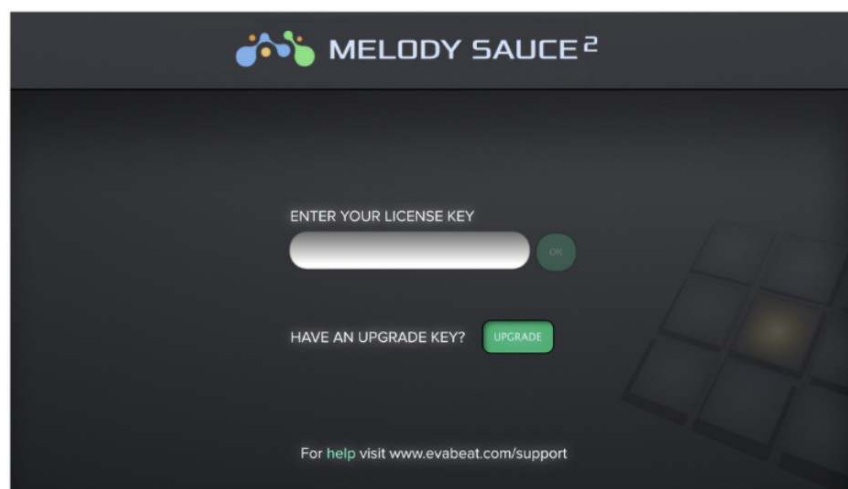 MELODY SAUCE²
ENTER YOUR LICENSE KEY
OK
HAVE AN UPGRADE KEY? UPGRADE
For help visit www.evabeat.com/support